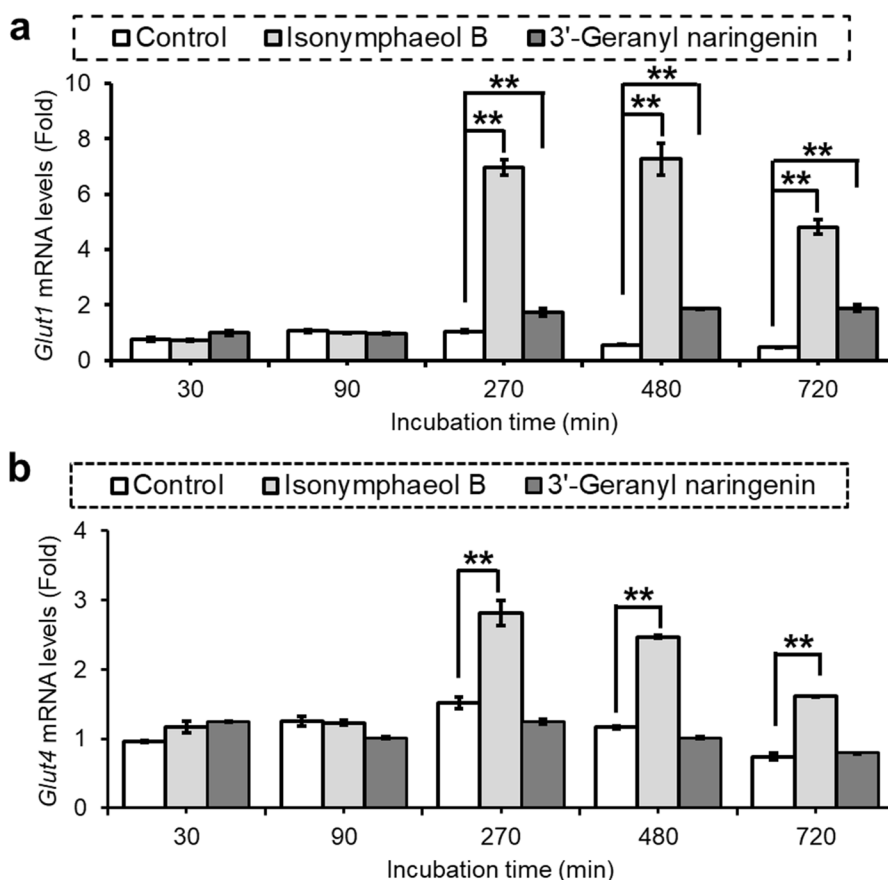 a
Control Isonymphaeol B 3'-Geranyl naringenin
Glut1 mRNA levels (Fold)
10
8
6
4
2
0
** ** **
** ** **
30 90 270 480 720
Incubation time (min)
b
Control Isonymphaeol B 3'-Geranyl naringenin
Glut4 mRNA levels (Fold)
4
3
2
1
0
** ** **
30 90 270 480 720
Incubation time (min)